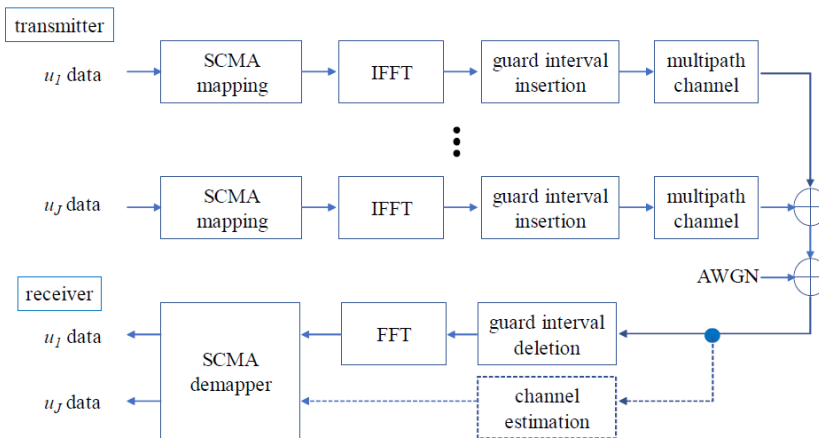 transmitter
u1 data
SCMA
mapping
IFFT
guard interval
insertion
multipath
channel
uJ data
SCMA
mapping
IFFT
guard interval
insertion
multipath
channel
AWGN
receiver
u1 data
uJ data
SCMA
demapper
FFT
guard interval
deletion
channel
estimation